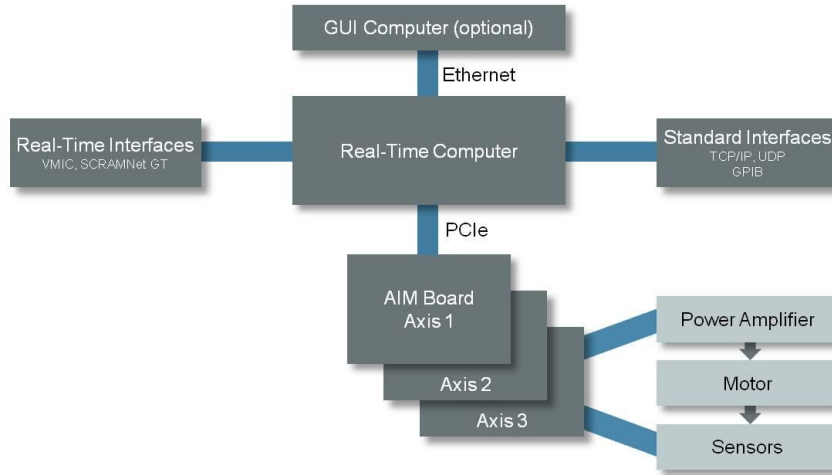 GUI Computer (optional)
Ethernet
Real-Time Interfaces
VMIC, SCRAMNet GT
Real-Time Computer
Standard Interfaces
TCP/IP, UDP
GPIB
PCIe
AIM Board
Axis 1
Axis 2
Axis 3
Power Amplifier
Motor
Sensors